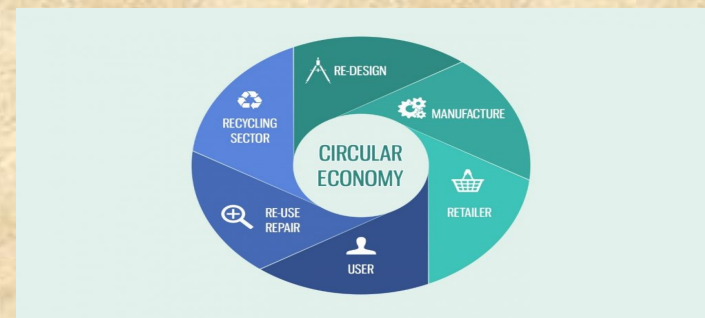 RE-DESIGN
MANUFACTURE
RETAILER
USER
RE-USE
REPAIR
RECYCLING
SECTOR
CIRCULAR
ECONOMY